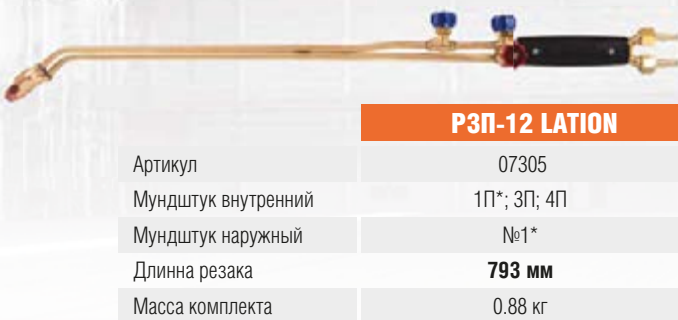 РЗП-12 LATION
Артикул 07305
Мундштук внутренний 1П*; 3П; 4П
Мундштук наружный №1*
Длинна резака 793 мм
Масса комплекта 0.88 кг